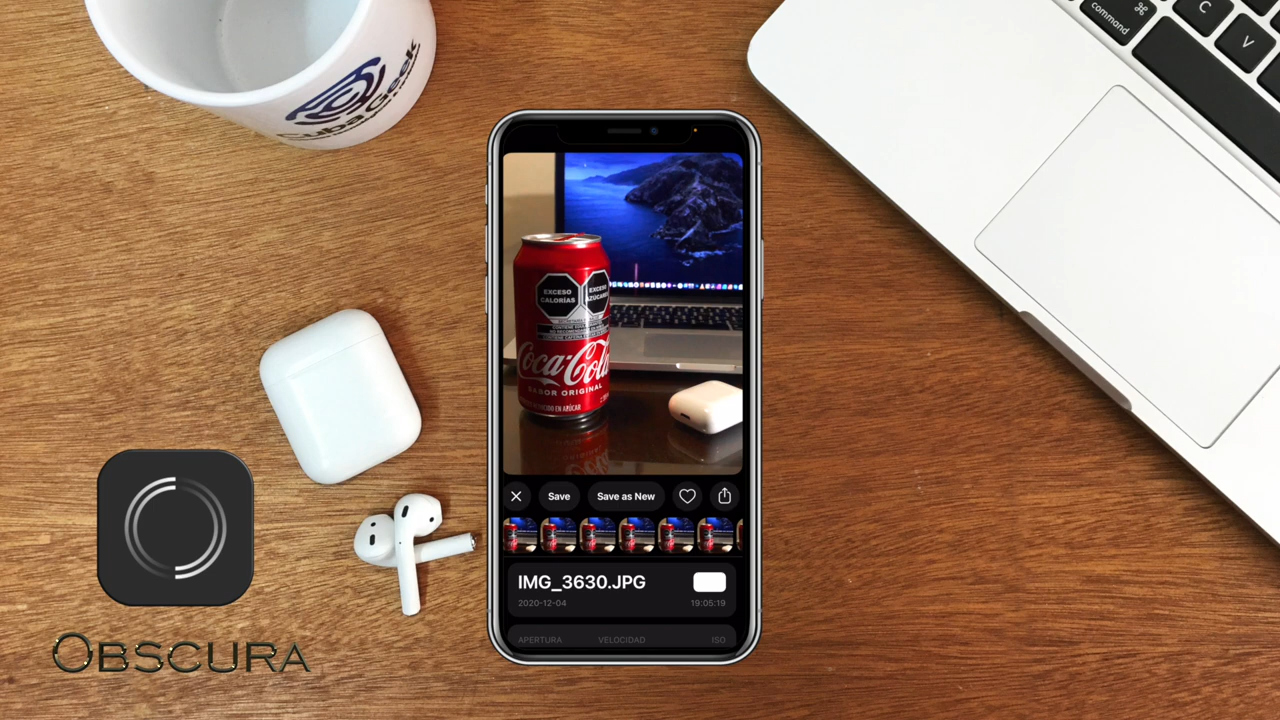 CubaGeek
command
⌘
C
V
EXCESO
CALORÍAS
EXCESO
AZÚCARES
Coca-Cola
SABOR ORIGINAL
Save
Save as New
IMG_3630.JPG
2020-12-04
19:05:19
APERTURA
VELOCIDAD
ISO
OBSCURA